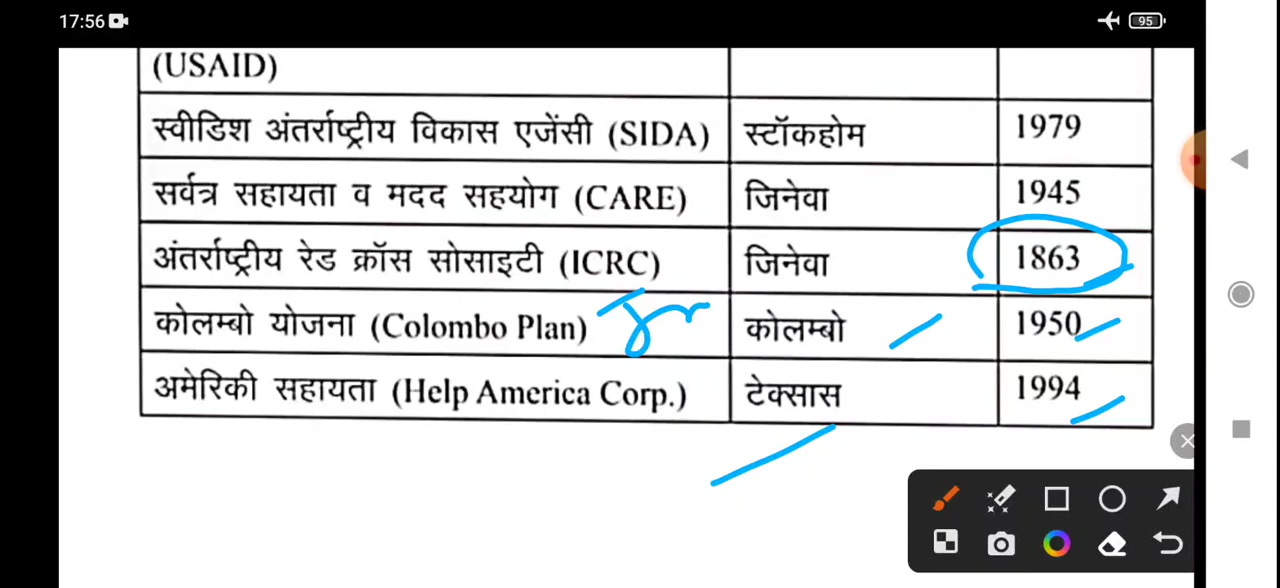 17:56
95
(USAID)
स्वीडिश अंतर्राष्ट्रीय विकास एजेंसी (SIDA) स्टॉकहोम 1979
सर्वत्र सहायता व मदद सहयोग (CARE) जिनेवा 1945
अंतर्राष्ट्रीय रेड क्रॉस सोसाइटी (ICRC) जिनेवा 1863
कोलम्बो योजना (Colombo Plan) कोलम्बो 1950
अमेरिकी सहायता (Help America Corp.) टेक्सास 1994